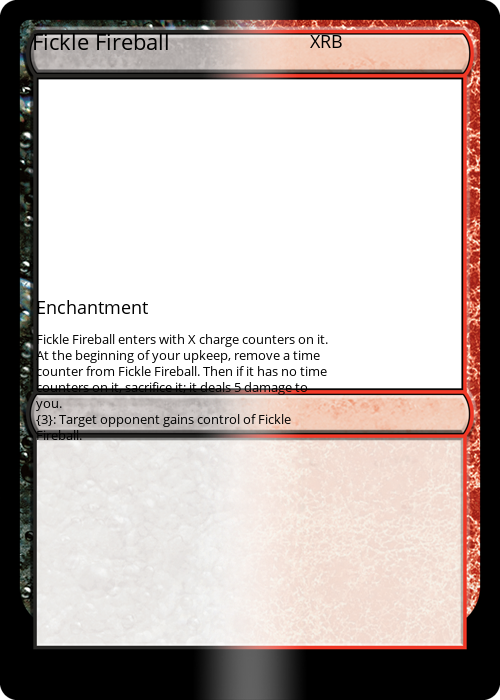 Fickle Fireball XRB
Enchantment
Fickle Fireball enters with X charge counters on it.
At the beginning of your upkeep, remove a time
counter from Fickle Fireball. Then if it has no time
counters on it, sacrifice it; it deals 5 damage to
you.
{3}: Target opponent gains control of Fickle
Fireball.